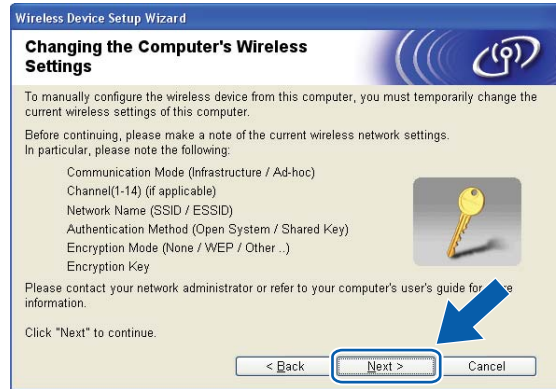 Wireless Device Setup Wizard
Changing the Computer's Wireless
Settings
To manually configure the wireless device from this computer, you must temporarily change the
current wireless settings of this computer.
Before continuing, please make a note of the current wireless network settings.
In particular, please note the following:
Communication Mode (Infrastructure / Ad-hoc)
Channel(1-14) (if applicable)
Network Name (SSID / ESSID)
Authentication Method (Open System / Shared Key)
Encryption Mode (None / WEP / Other ..)
Encryption Key
Please contact your network administrator or refer to your computer's user's guide for more
information.
Click "Next" to continue.
< Back Next > Cancel